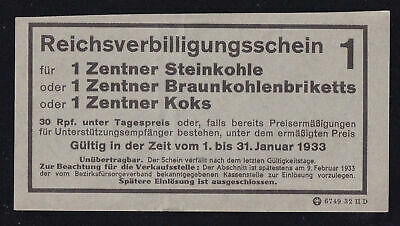 Reichsverbilligungsschein 1
für 1 Zentner Steinkohle
oder 1 Zentner Braunkohlenbriketts
oder 1 Zentner Koks
30 Rpf. unter Tagespreis oder, falls bereits Preisermäßigungen
für Unterstützungsempfänger bestehen, unter dem ermäßigten Preis
Gültig in der Zeit vom 1. bis 31. Januar 1933
Unübertragbar. Der Schein verfällt nach dem letzten Gültigkeitstage.
Zur Beachtung für die Verkaufsstelle: Der Abschnitt ist spätestens am 9. Februar 1933
der vom Bezirksfürsorgeverband bekanntgegebenen Kassenstelle zur Einlösung vorzulegen.
Spätere Einlösung ist ausgeschlossen.
6749 32 II D